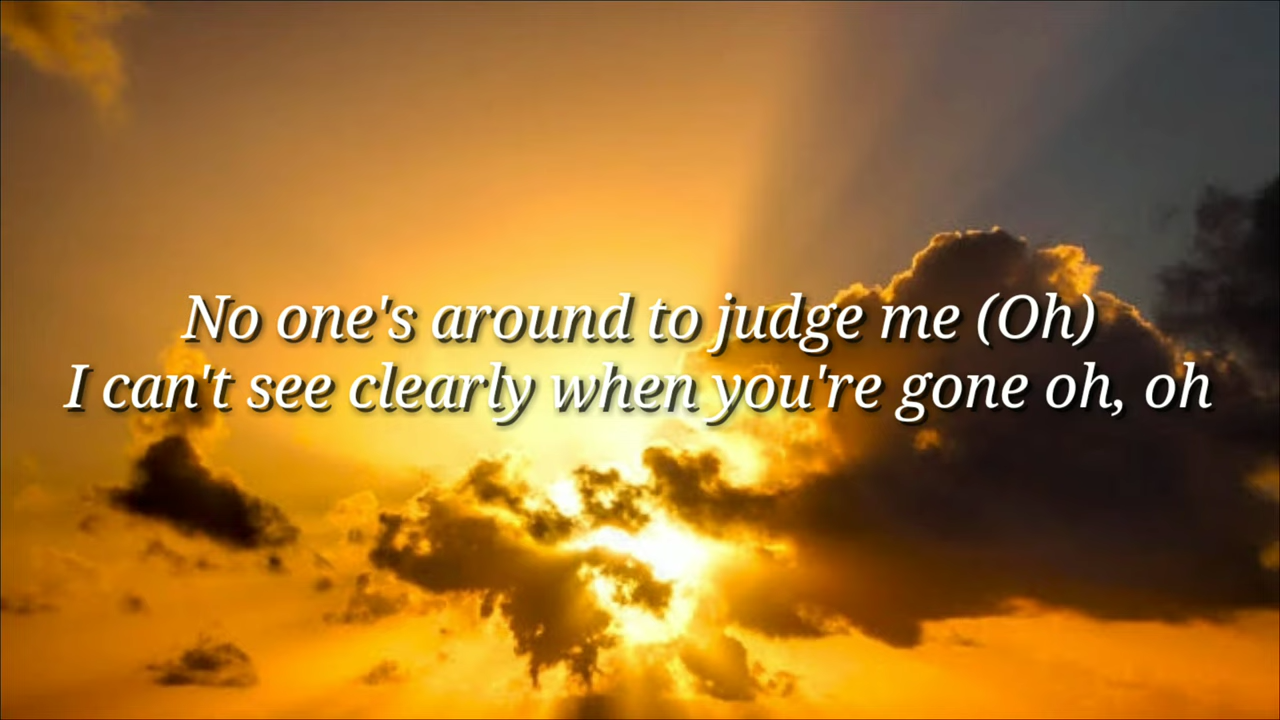 No one's around to judge me (Oh)
I can't see clearly when you're gone oh, oh